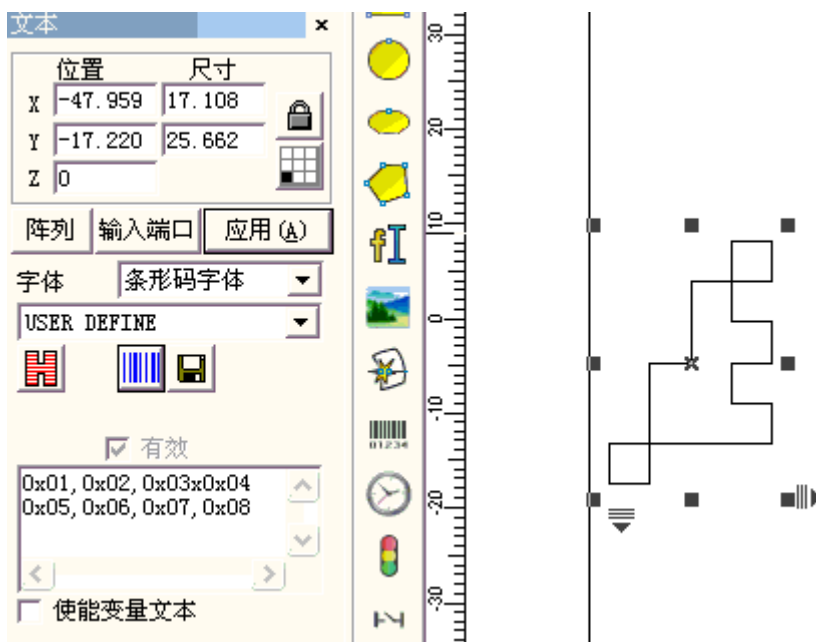 文本 ×
位置 尺寸
X -47.959 17.108
Y -17.220 25.662
Z 0
阵列 输入端口 应用(A)
字体 条形码字体
USER DEFINE
有效
0x01, 0x02, 0x03x0x04
0x05, 0x06, 0x07, 0x08
使能变量文本
f
01234
30
20
10
0
-10
-20
-30